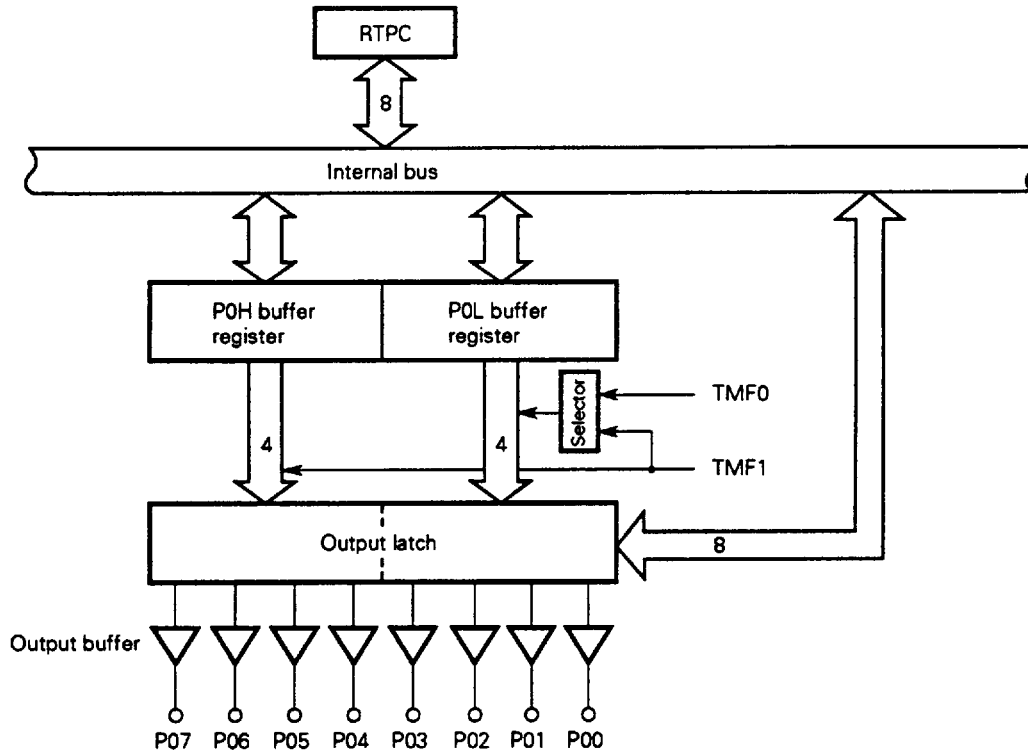 RTPC
8
Internal bus
P0H buffer
register
P0L buffer
register
Selector
TMF0
4
4
TMF1
Output latch
8
Output buffer
P07 P06 P05 P04 P03 P02 P01 P00